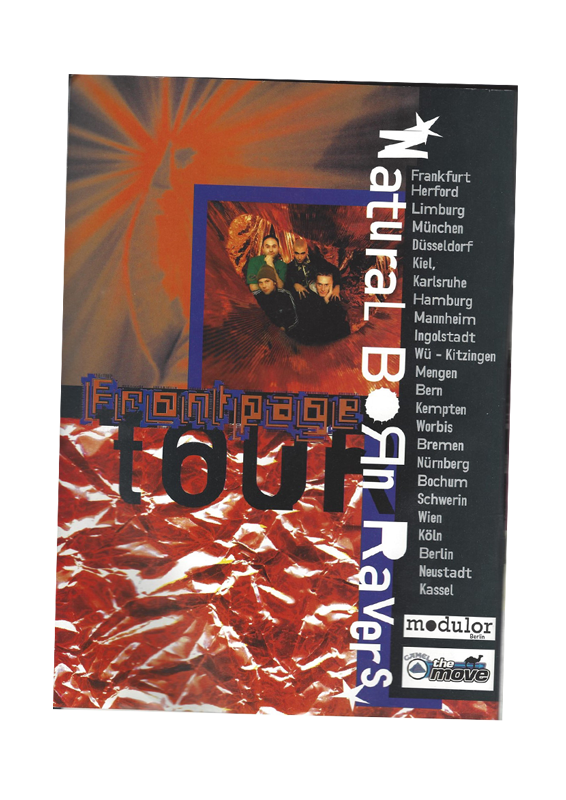 Natural Born Ravers
Frontpage
tour
Frankfurt
Herford
Limburg
München
Düsseldorf
Kiel,
Karlsruhe
Hamburg
Mannheim
Ingolstadt
Wü - Kitzingen
Mengen
Bern
Kempten
Worbis
Bremen
Nürnberg
Bochum
Schwerin
Wien
Köln
Berlin
Neustadt
Kassel
modulor
Berlin
CAMEL
the
move